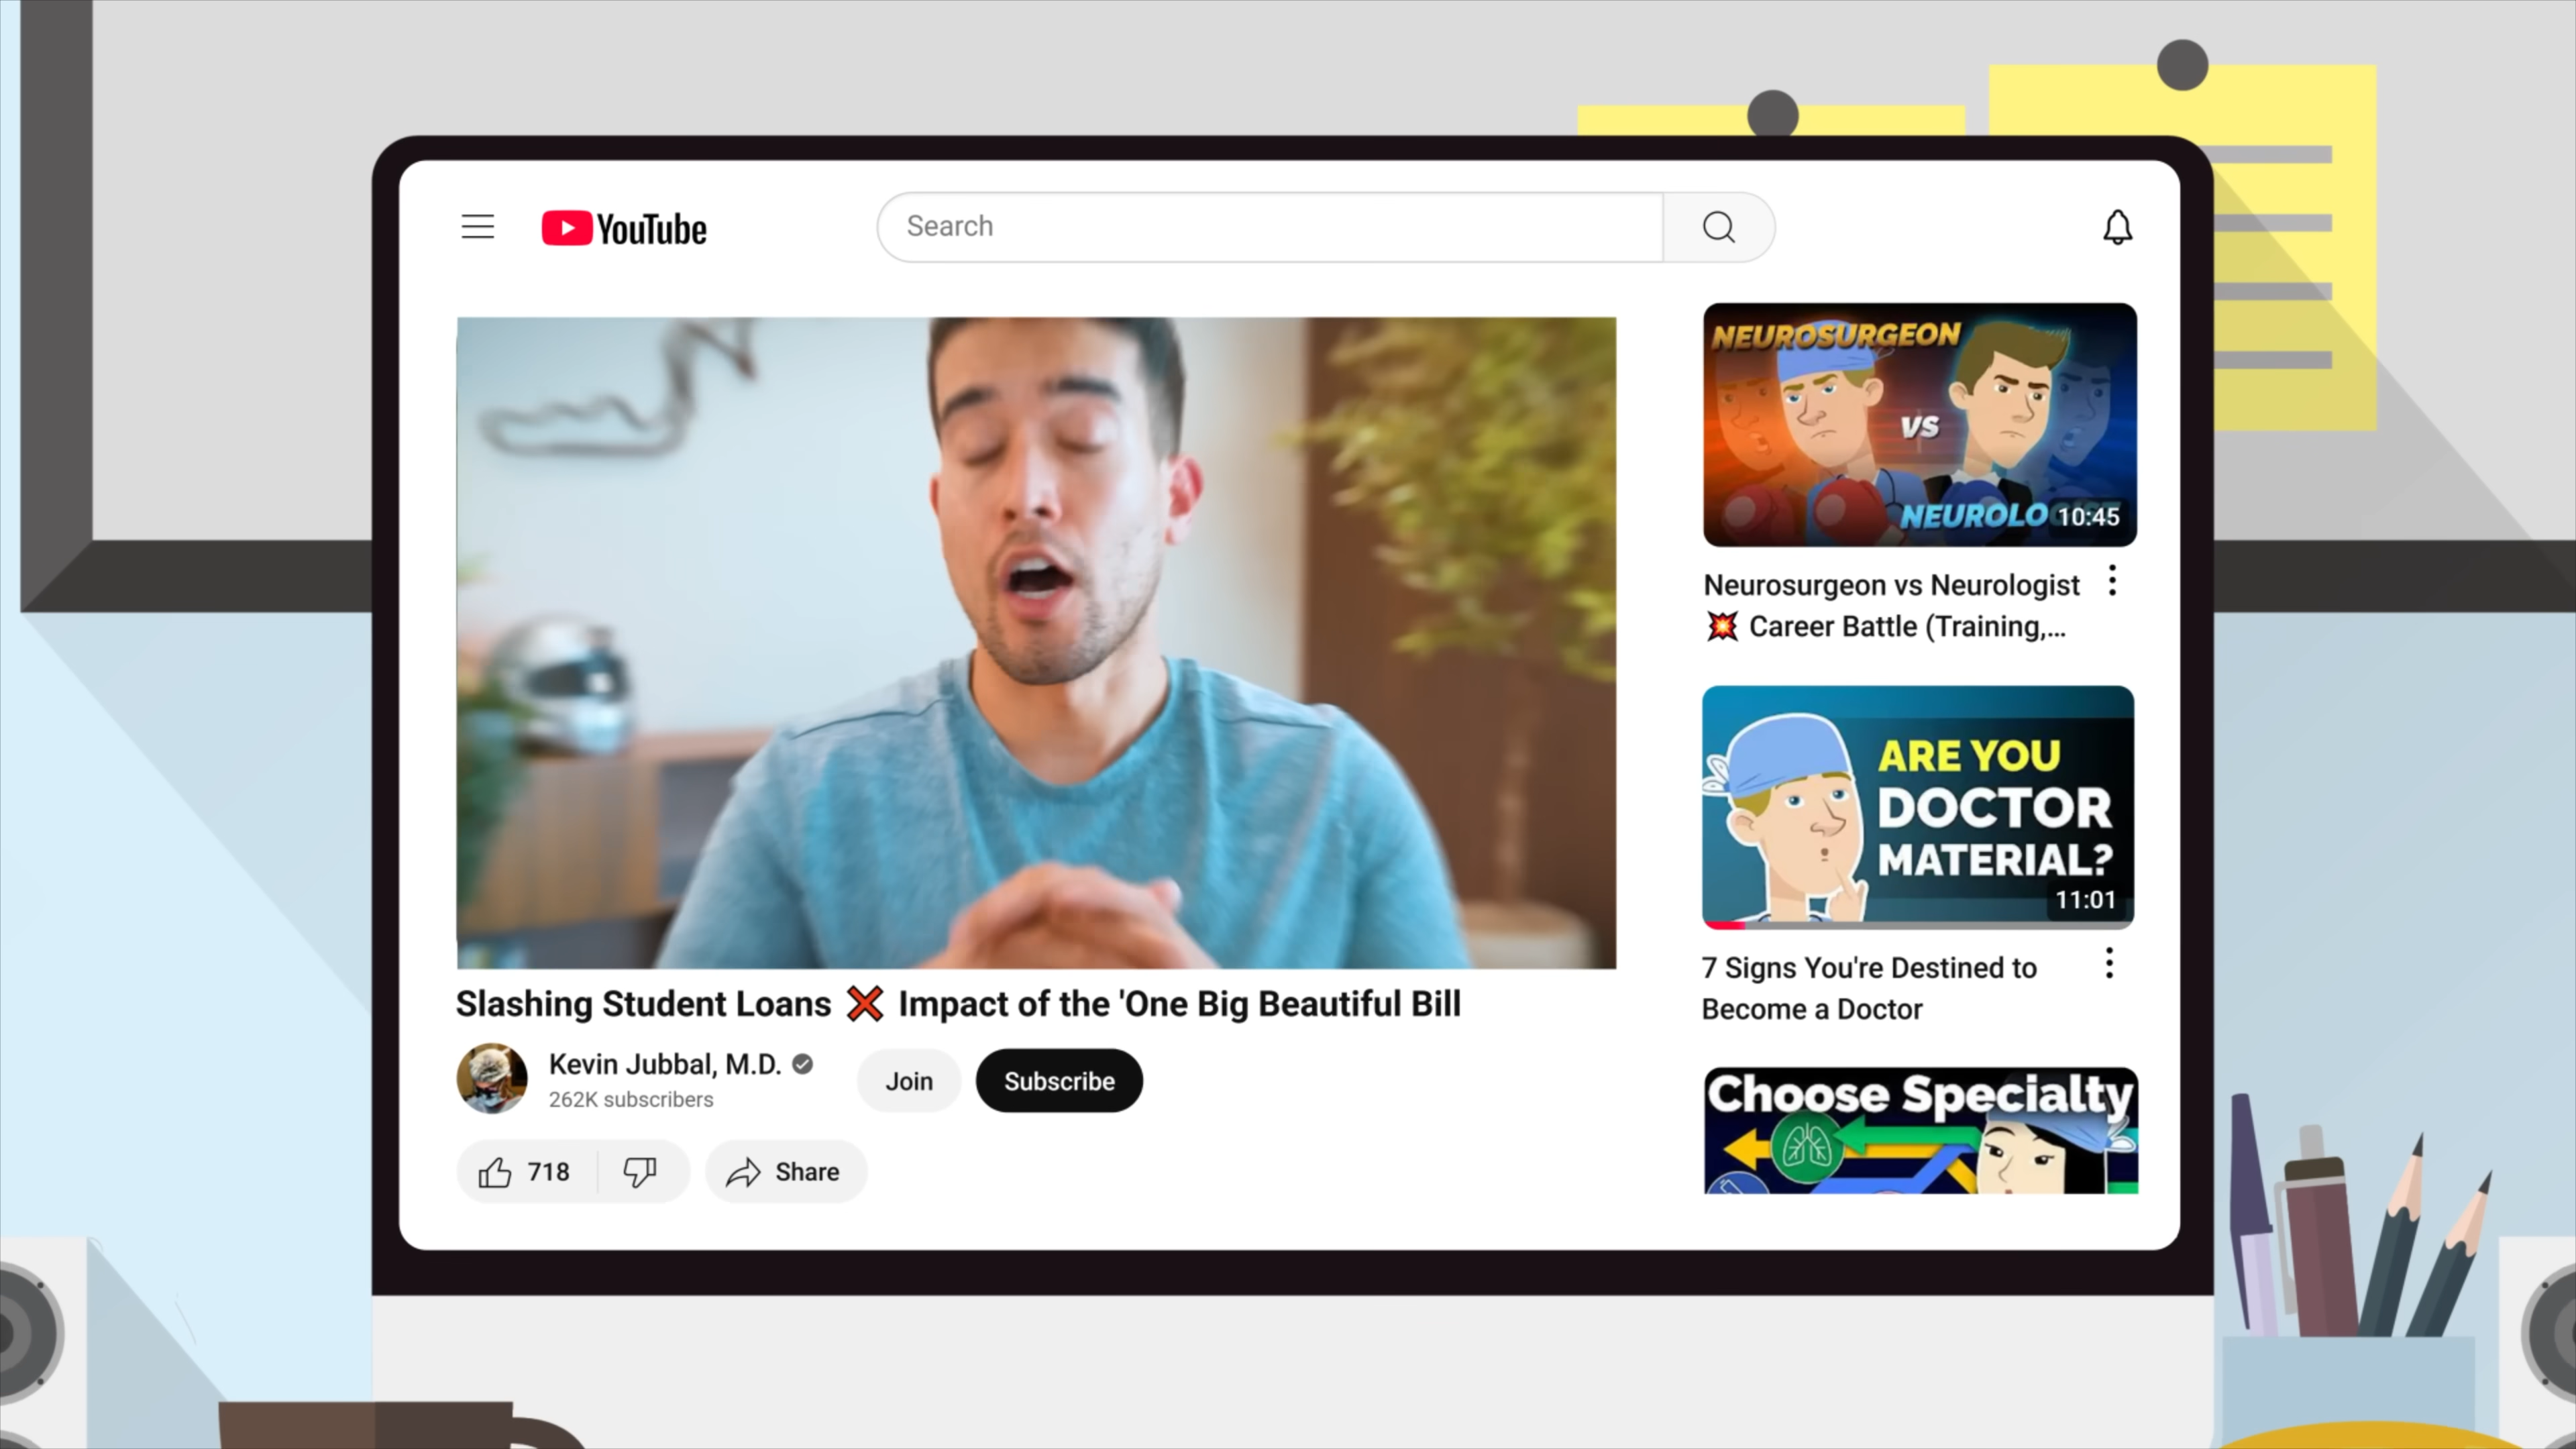 YouTube
Search
NEUROSURGEON
VS
NEUROLO
10:45
Neurosurgeon vs Neurologist
💥 Career Battle (Training,...
ARE YOU
DOCTOR
MATERIAL?
11:01
7 Signs You're Destined to
Become a Doctor
Choose Specialty
Slashing Student Loans ❌ Impact of the 'One Big Beautiful Bill
Kevin Jubbal, M.D.
262K subscribers
Join
Subscribe
718
Share